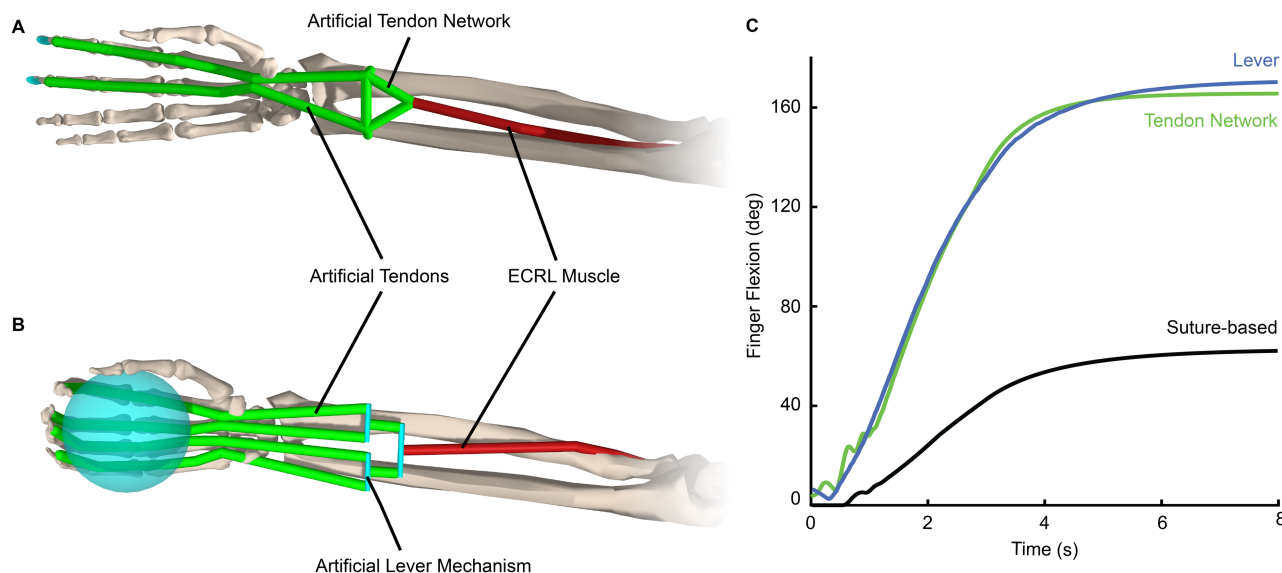 A
Artificial Tendon Network
Artificial Tendons
ECRL Muscle
B
Artificial Lever Mechanism
C
Lever
Tendon Network
Suture-based
Finger Flexion (deg)
160
120
80
40
0
0
2
4
6
8
Time (s)